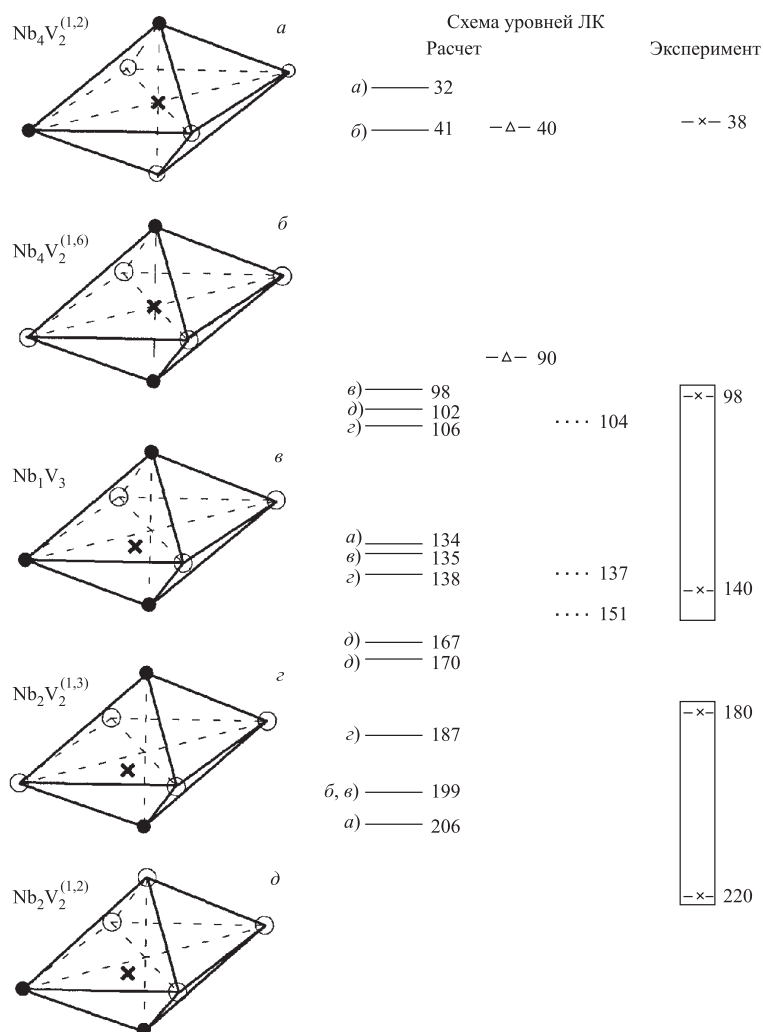 Nb₄V₂⁽¹,²⁾
а
Схема уровней ЛК
Расчет
Эксперимент
а) 32
б) 41
–Δ– 40
–×– 38
Nb₄V₂⁽¹,⁶⁾
б
–Δ– 90
в) 98
д) 102
г) 106
.... 104
–×– 98
Nb₁V₃
в
а) 134
в) 135
г) 138
.... 137
.... 151
–×– 140
д) 167
д) 170
Nb₂V₂⁽¹,³⁾
г
г) 187
б, в) 199
а) 206
–×– 180
–×– 220
Nb₂V₂⁽¹,²⁾
д